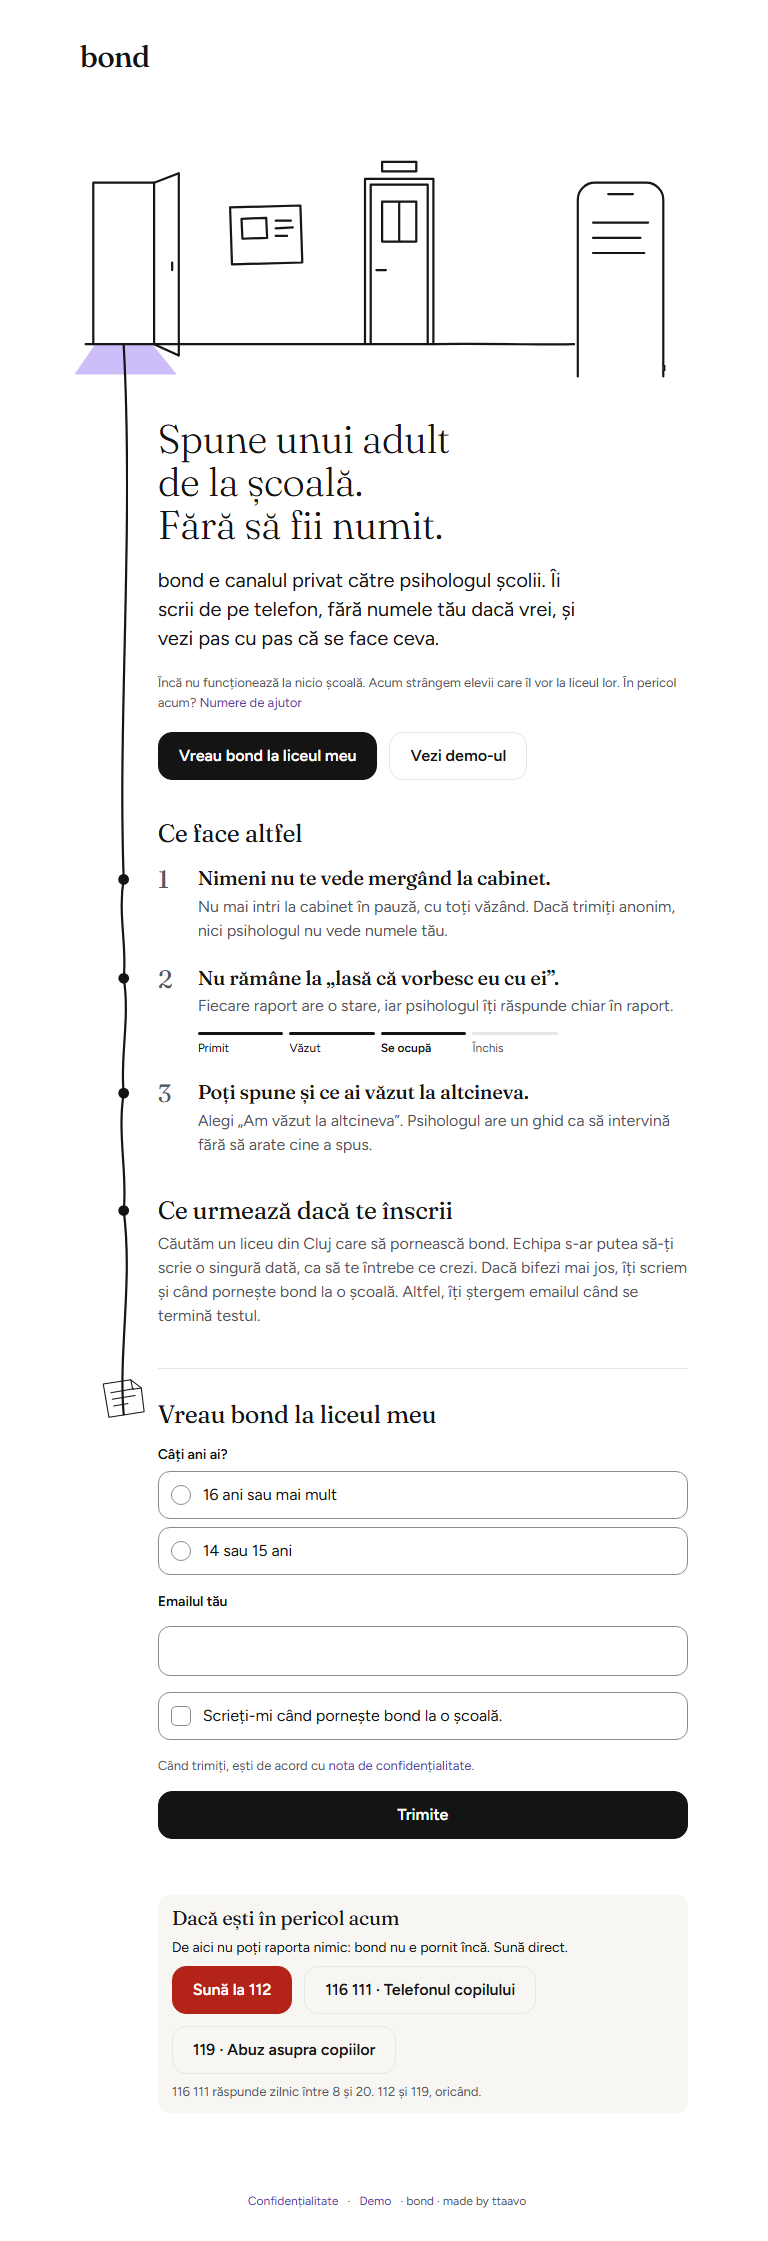 bond
Spune unui adult
de la școală.
Fără să fii numit.
bond e canalul privat către psihologul școlii. Îi
scrii de pe telefon, fără numele tău dacă vrei, și
vezi pas cu pas că se face ceva.
Încă nu funcționează la nicio școală. Acum strângem elevii care îl vor la liceul lor. În pericol
acum? Numere de ajutor
Vreau bond la liceul meu
Vezi demo-ul
Ce face altfel
1 Nimeni nu te vede mergând la cabinet.
Nu mai intri la cabinet în pauză, cu toți văzând. Dacă trimiți anonim,
nici psihologul nu vede numele tău.
2 Nu rămâne la „lasă că vorbesc eu cu ei”.
Fiecare raport are o stare, iar psihologul îți răspunde chiar în raport.
Primit Văzut Se ocupă Închis
3 Poți spune și ce ai văzut la altcineva.
Alegi „Am văzut la altcineva”. Psihologul are un ghid ca să intervină
fără să arate cine a spus.
Ce urmează dacă te înscrii
Căutăm un liceu din Cluj care să pornească bond. Echipa s-ar putea să-ți
scrie o singură dată, ca să te întrebe ce crezi. Dacă bifezi mai jos, îți scriem
și când pornește bond la o școală. Altfel, îți ștergem emailul când se
termină testul.
Vreau bond la liceul meu
Câți ani ai?
16 ani sau mai mult
14 sau 15 ani
Emailul tău
Scrieți-mi când pornește bond la o școală.
Când trimiți, ești de acord cu nota de confidențialitate.
Trimite
Dacă ești în pericol acum
De aici nu poți raporta nimic: bond nu e pornit încă. Sună direct.
Sună la 112
116 111 · Telefonul copilului
119 · Abuz asupra copiilor
116 111 răspunde zilnic între 8 și 20. 112 și 119, oricând.
Confidențialitate · Demo · bond · made by ttaavo